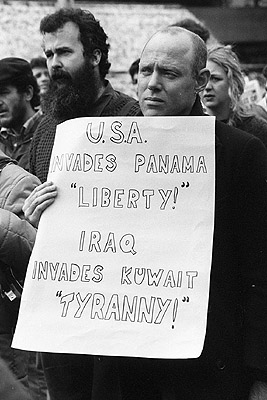 U.S.A.
INVADES PANAMA
"LIBERTY!"
IRAQ
INVADES KUWAIT
"TYRANNY!"